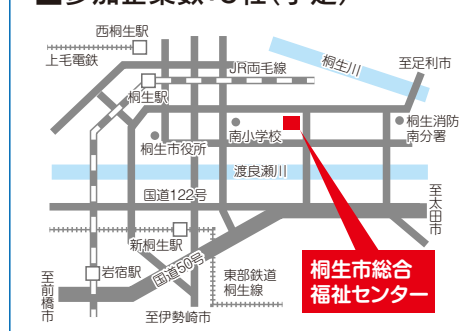 ■参加企業数：8社（予定）
西桐生駅
上毛電鉄
JR両毛線
桐生川
至足利市
桐生駅
桐生市役所
南小学校
桐生消防
南分署
渡良瀬川
国道122号
至太田市
新桐生駅
国道50号
岩宿駅
至前橋市
東部鉄道
桐生線
至伊勢崎市
桐生市総合
福祉センター